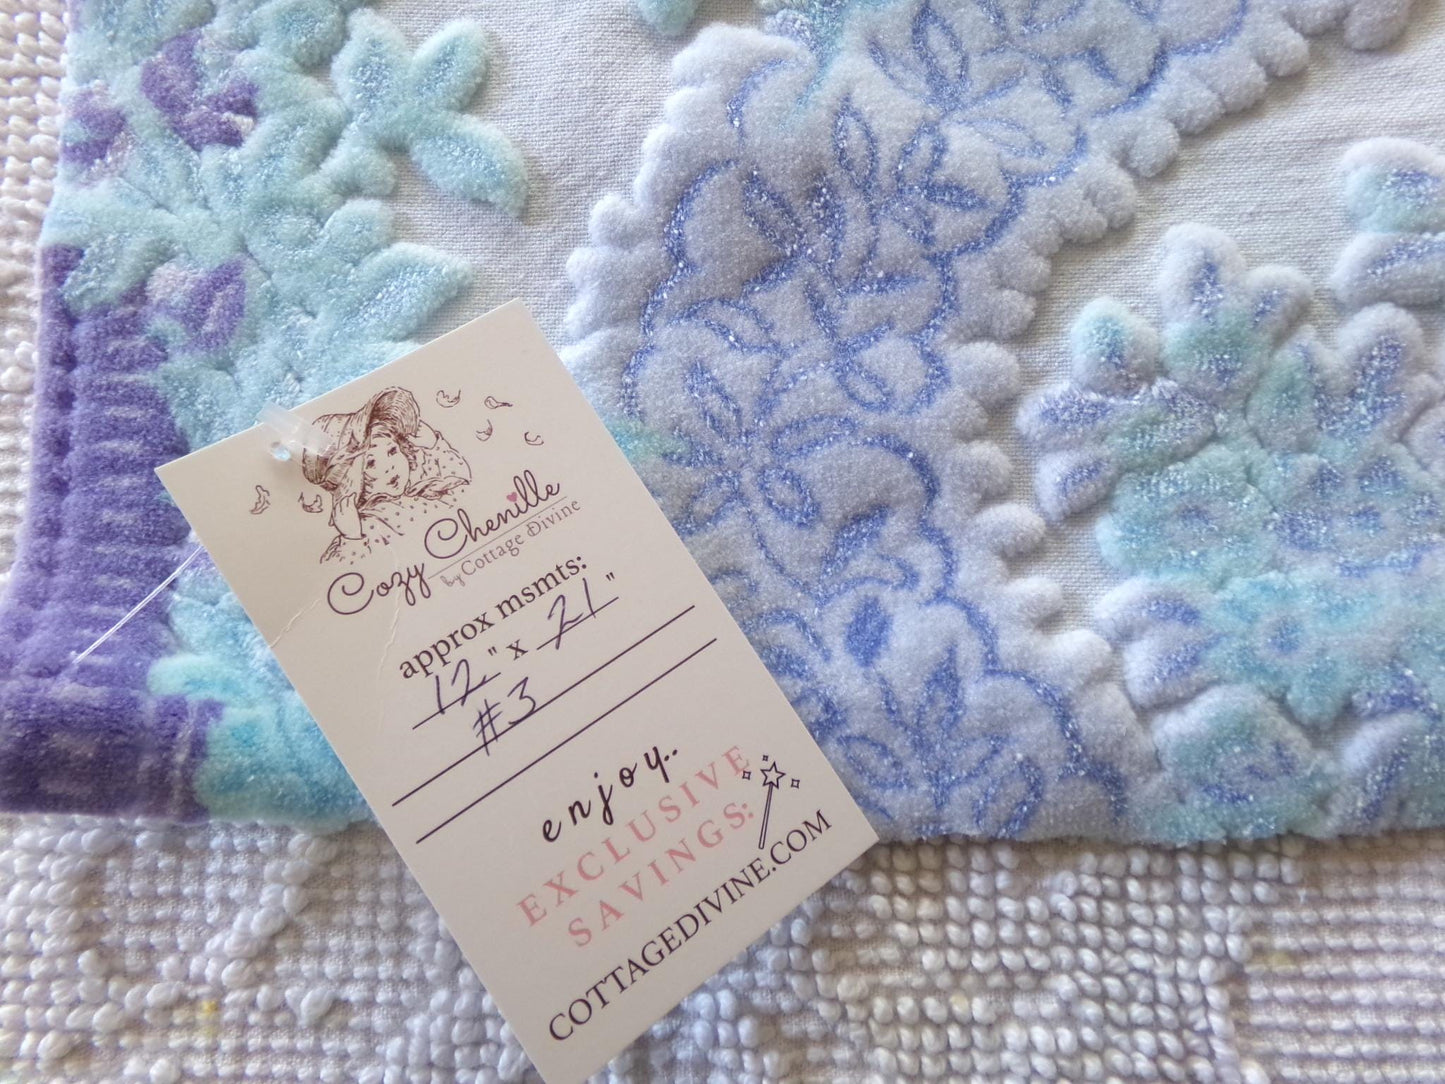 Cozy Chenille
by Cottage Divine
approx msmts:
12" x 21"
#3
enjoy..
EXCLUSIVE
SAVINGS:
COTTAGEDIVINE.COM